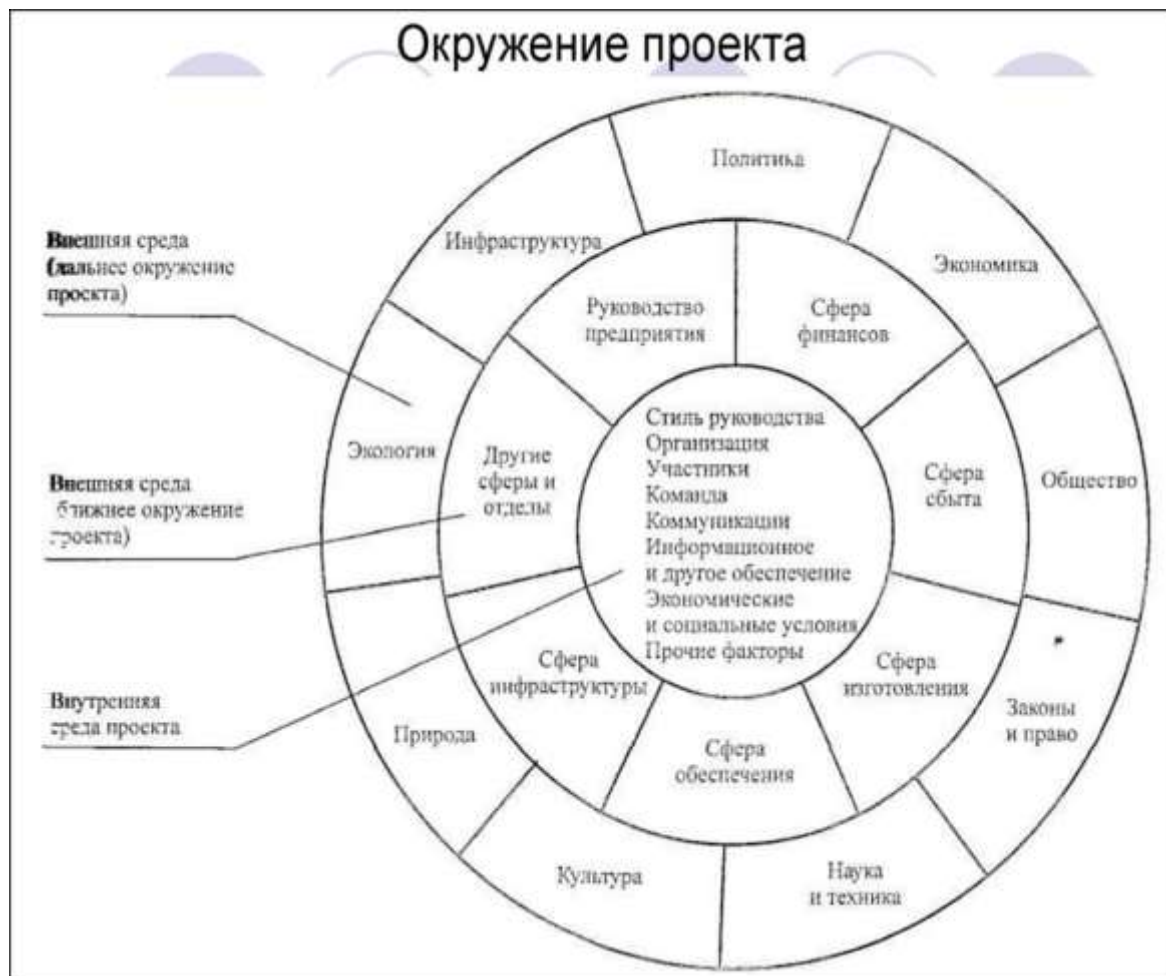 Окружение проекта
Политика
Инфраструктура
Экономика
Внешняя среда
(дальнее окружение
проекта)
Руководство
предприятия
Сфера
финансов
Экология
Другие
сферы и
отделы
Стиль руководства
Организация
Участники
Команда
Коммуникации
Информационное
и другое обеспечение
Экономические
и социальные условия
Прочие факторы
Сфера
сбыта
Общество
Внешняя среда
(ближнее окружение
проекта)
Сфера
инфраструктуры
Сфера
изготовления
Внутренняя
среда проекта
Природа
Сфера
обеспечения
Законы
и право
Культура
Наука
и техника